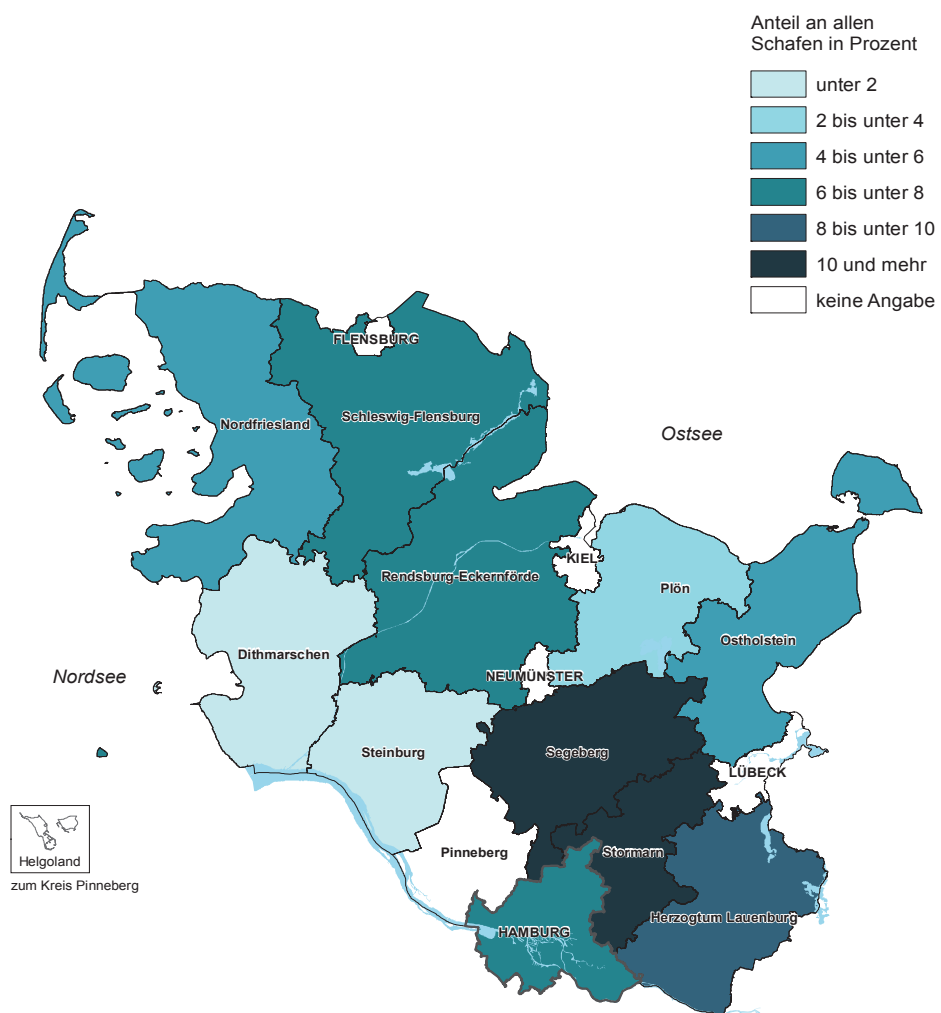 Anteil an allen
Schafen in Prozent
unter 2
2 bis unter 4
4 bis unter 6
6 bis unter 8
8 bis unter 10
10 und mehr
keine Angabe
FLENSBURG
Schleswig-Flensburg
Nordfriesland
Ostsee
KIEL
Rendsburg-Eckernförde
Plön
Ostholstein
Dithmarschen
Nordsee
NEUMÜNSTER
Steinburg
Segeberg
LÜBECK
Pinneberg
Stormarn
Helgoland
zum Kreis Pinneberg
Herzogtum Lauenburg
HAMBURG